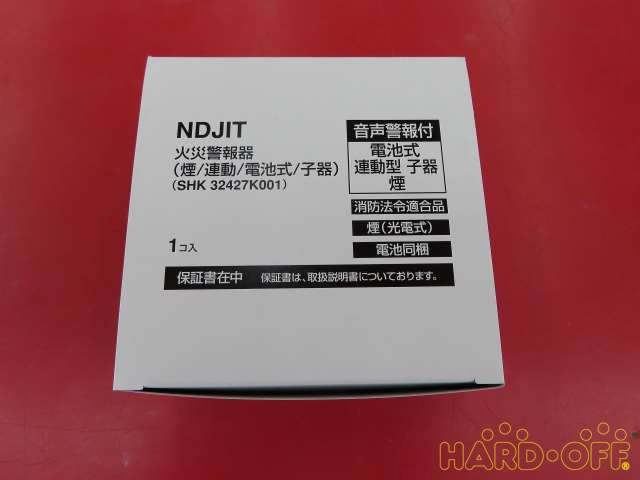 NDJIT
火災警報器
(煙/連動/電池式/子器)
(SHK 32427K001)
1コ入
音声警報付
電池式
連動型 子器
煙
消防法令適合品
煙(光電式)
電池同梱
保証書在中 保証書は、取扱説明書についております。
HARD・OFF®